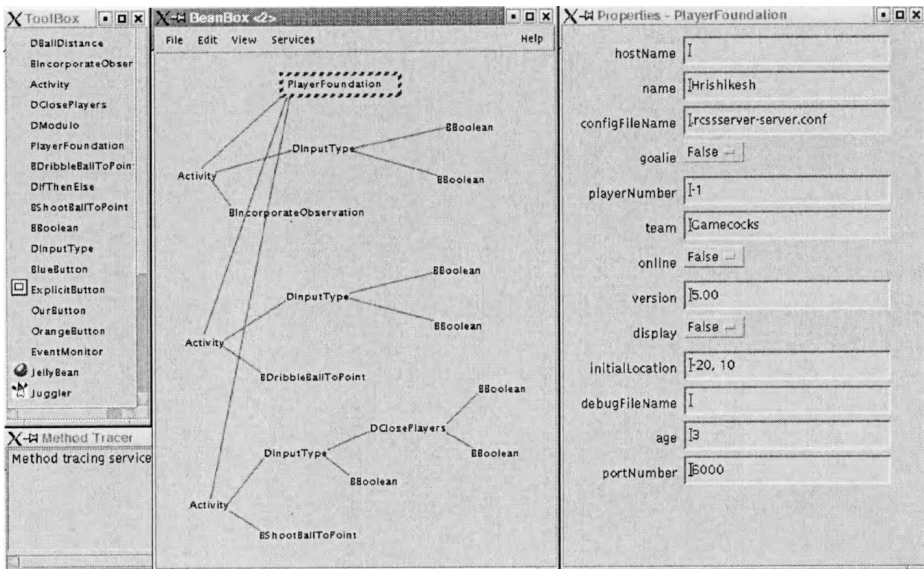 ToolBox
DBallDistance
BIncorporateObser
Activity
DClosePlayers
DModulo
PlayerFoundation
BDribbleBallToPoin
DIfThenElse
BShootBallToPoint
BBoolean
DInputType
BlueButton
ExplicitButton
OurButton
OrangeButton
EventMonitor
JellyBean
Juggler
Method Tracer
Method tracing service
BeanBox <2>
File Edit View Services Help
PlayerFoundation
BBoolean
DInputType
Activity
BBoolean
BIncorporateObservation
BBoolean
DInputType
BBoolean
Activity
BDribbleBallToPoint
BBoolean
DClosePlayers
DInputType
BBoolean
BBoolean
Activity
BShootBallToPoint
Properties - PlayerFoundation
hostName
name Hrishikesh
configFileName .rcssserver-server.conf
goalie False
playerNumber -1
team Gamecocks
online False
version 5.00
display False
initialLocation -20, 10
debugFileName
age 3
portNumber 6000